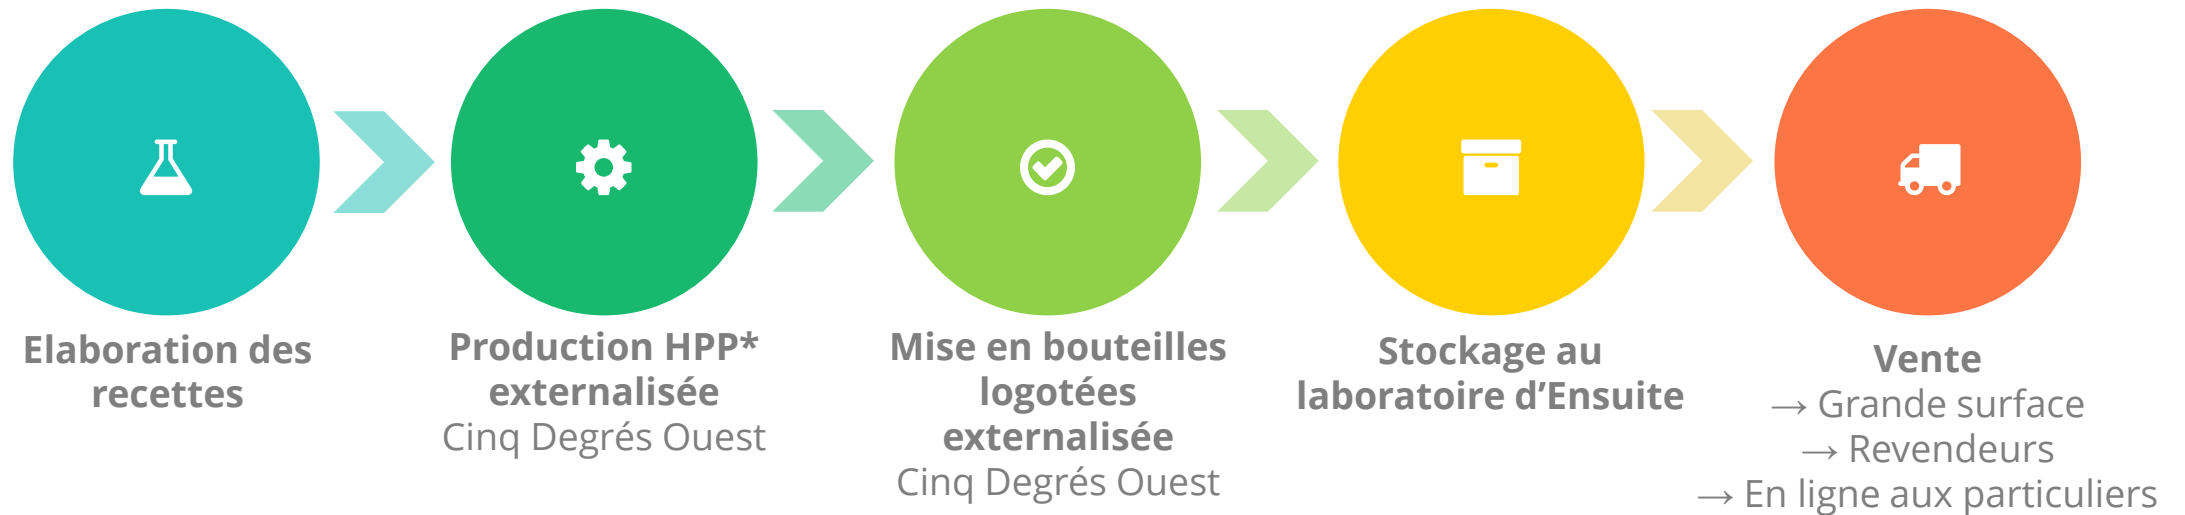 Elaboration des
recettes
Production HPP*
externalisée
Cinq Degrés Ouest
Mise en bouteilles
logotées
externalisée
Cinq Degrés Ouest
Stockage au
laboratoire d’Ensuite
Vente
→ Grande surface
→ Revendeurs
→ En ligne aux particuliers